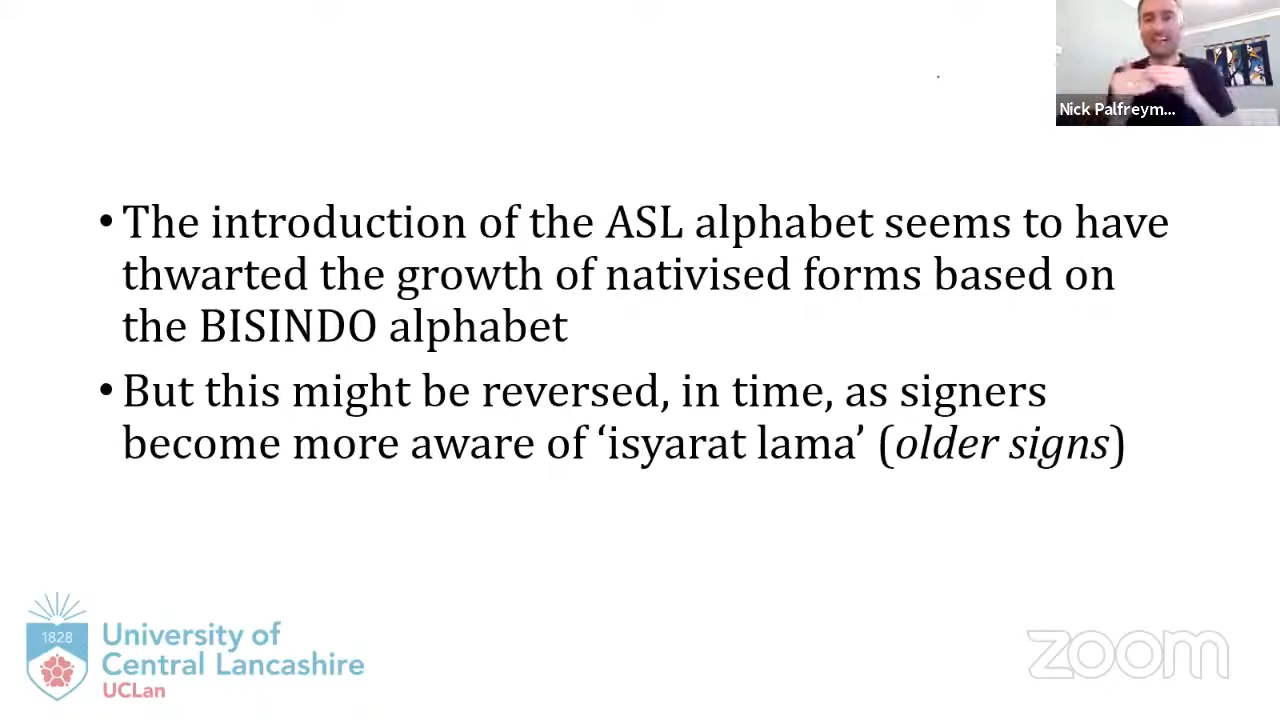 Nick Palfreym...
• The introduction of the ASL alphabet seems to have
thwarted the growth of nativised forms based on
the BISINDO alphabet
• But this might be reversed, in time, as signers
become more aware of ‘isyarat lama’ (older signs)
1828
University of
Central Lancashire
UCLan
zoom